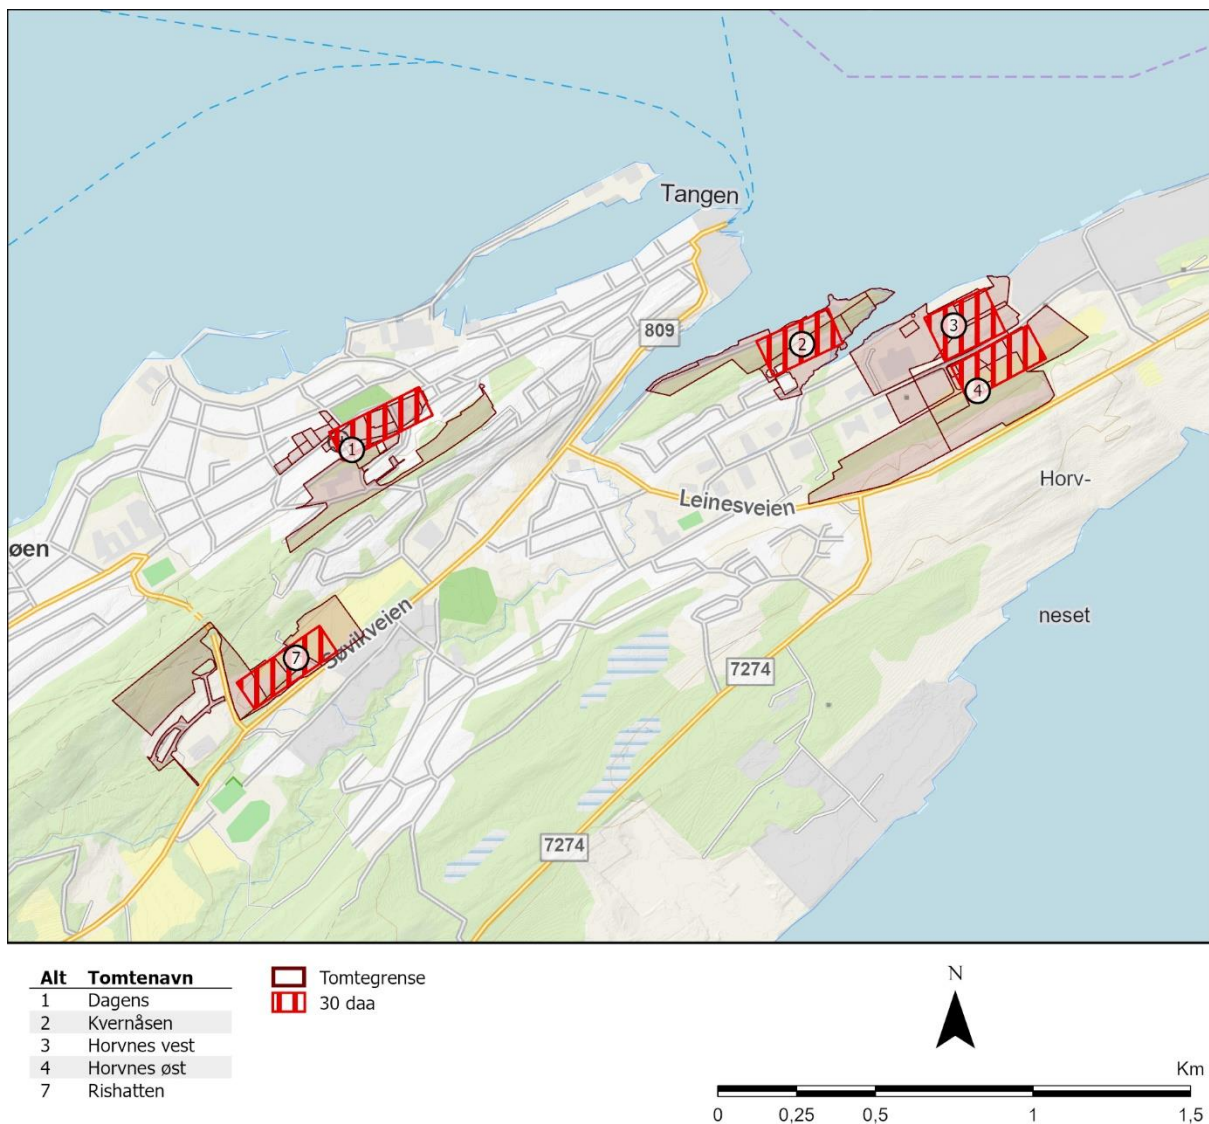 Tangen
809
3
2
4
1
Leinesveien
Horv-
øen
neset
Søvikveien
7
7274
7274
Alt Tomtenavn
1 Dagens
2 Kvernåsen
3 Horvnes vest
4 Horvnes øst
7 Rishatten
Tomtegrense
30 daa
N
Km
0 0,25 0,5 1 1,5